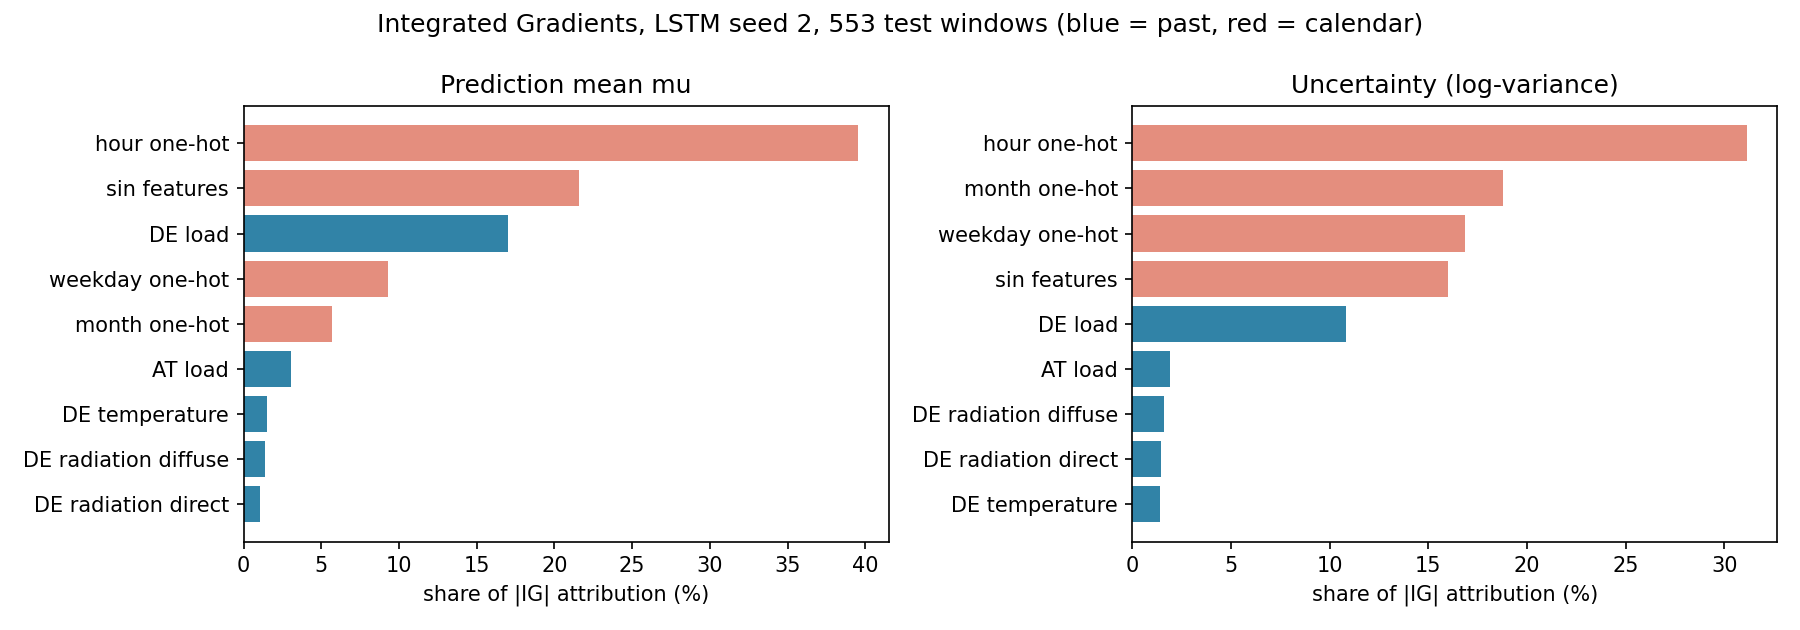 Integrated Gradients, LSTM seed 2, 553 test windows (blue = past, red = calendar)
Prediction mean mu
hour one-hot
sin features
DE load
weekday one-hot
month one-hot
AT load
DE temperature
DE radiation diffuse
DE radiation direct
0 5 10 15 20 25 30 35 40
share of |IG| attribution (%)
Uncertainty (log-variance)
hour one-hot
month one-hot
weekday one-hot
sin features
DE load
AT load
DE radiation diffuse
DE radiation direct
DE temperature
0 5 10 15 20 25 30
share of |IG| attribution (%)